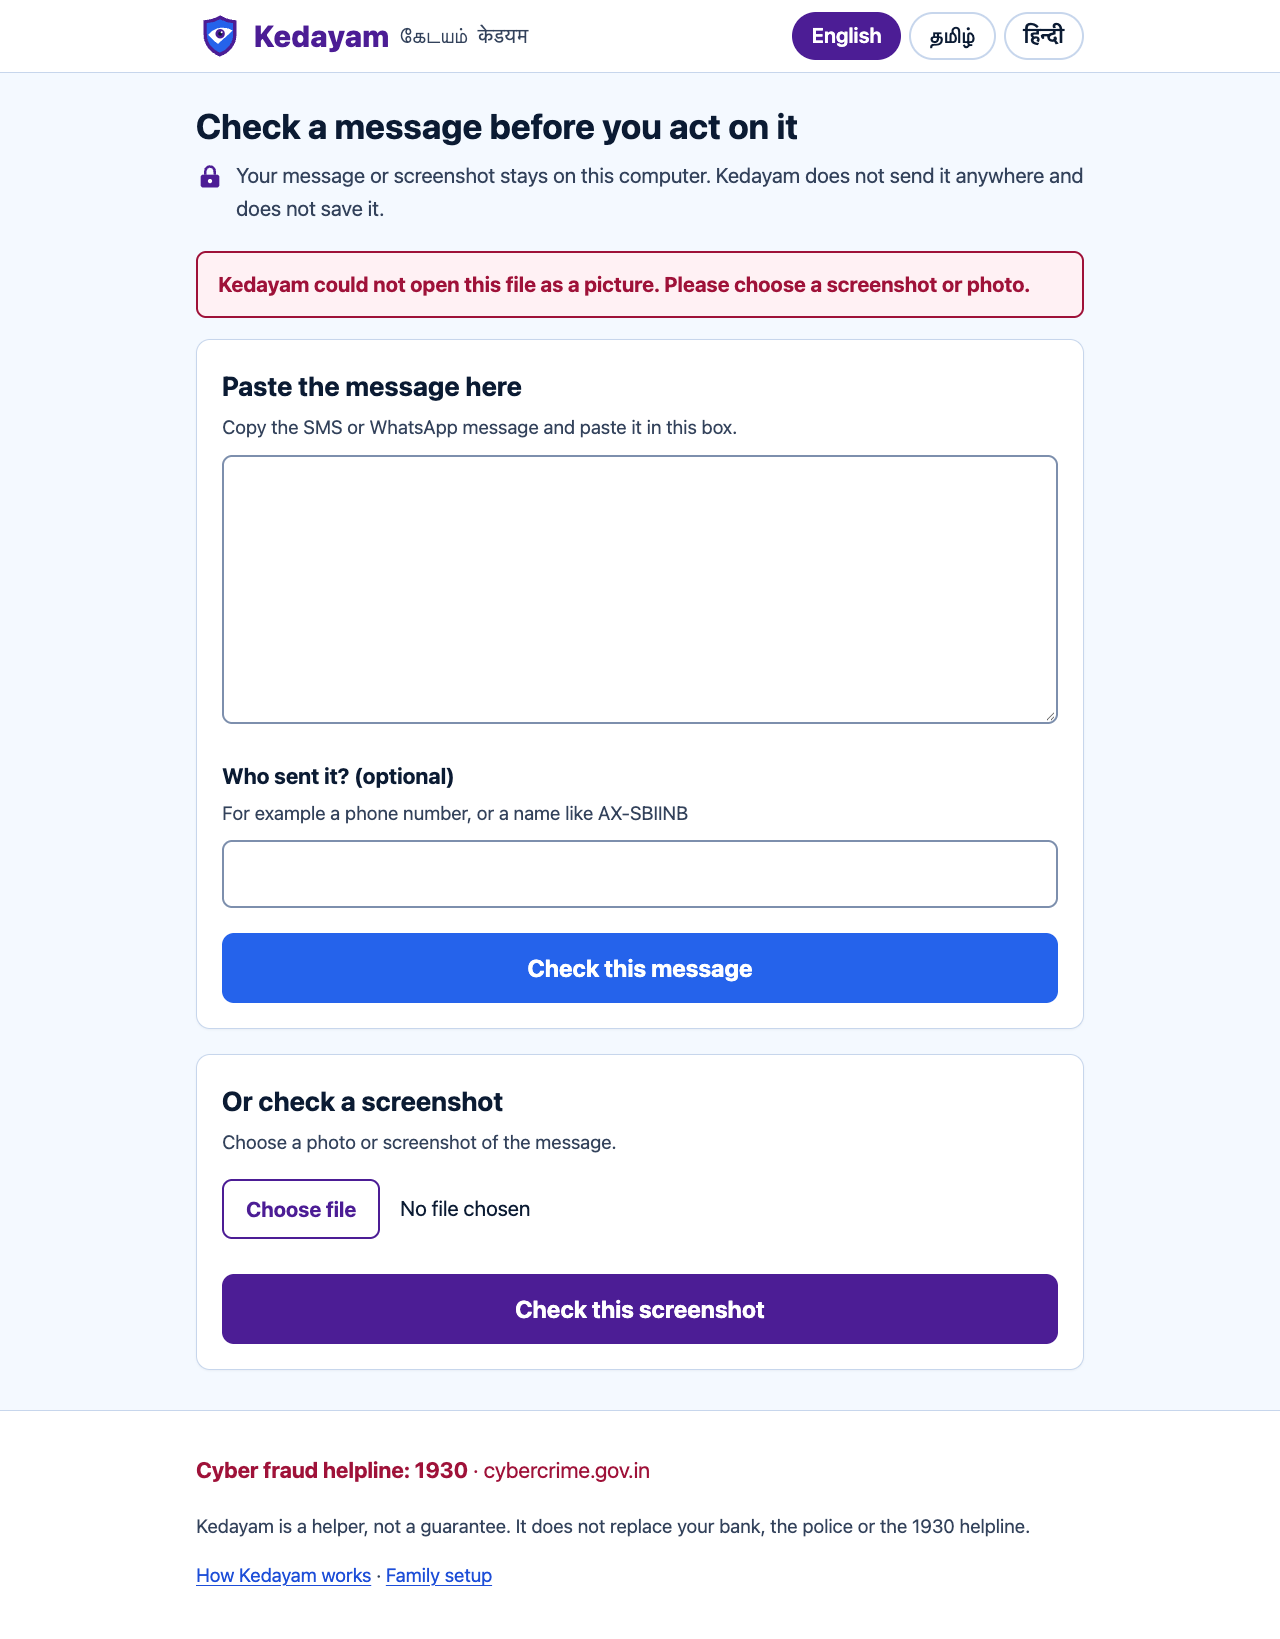 Kedayam கேடயம் केडयम
English தமிழ் हिन्दी
Check a message before you act on it
Your message or screenshot stays on this computer. Kedayam does not send it anywhere and
does not save it.
Kedayam could not open this file as a picture. Please choose a screenshot or photo.
Paste the message here
Copy the SMS or WhatsApp message and paste it in this box.
Who sent it? (optional)
For example a phone number, or a name like AX-SBIINB
Check this message
Or check a screenshot
Choose a photo or screenshot of the message.
Choose file No file chosen
Check this screenshot
Cyber fraud helpline: 1930 · cybercrime.gov.in
Kedayam is a helper, not a guarantee. It does not replace your bank, the police or the 1930 helpline.
How Kedayam works · Family setup